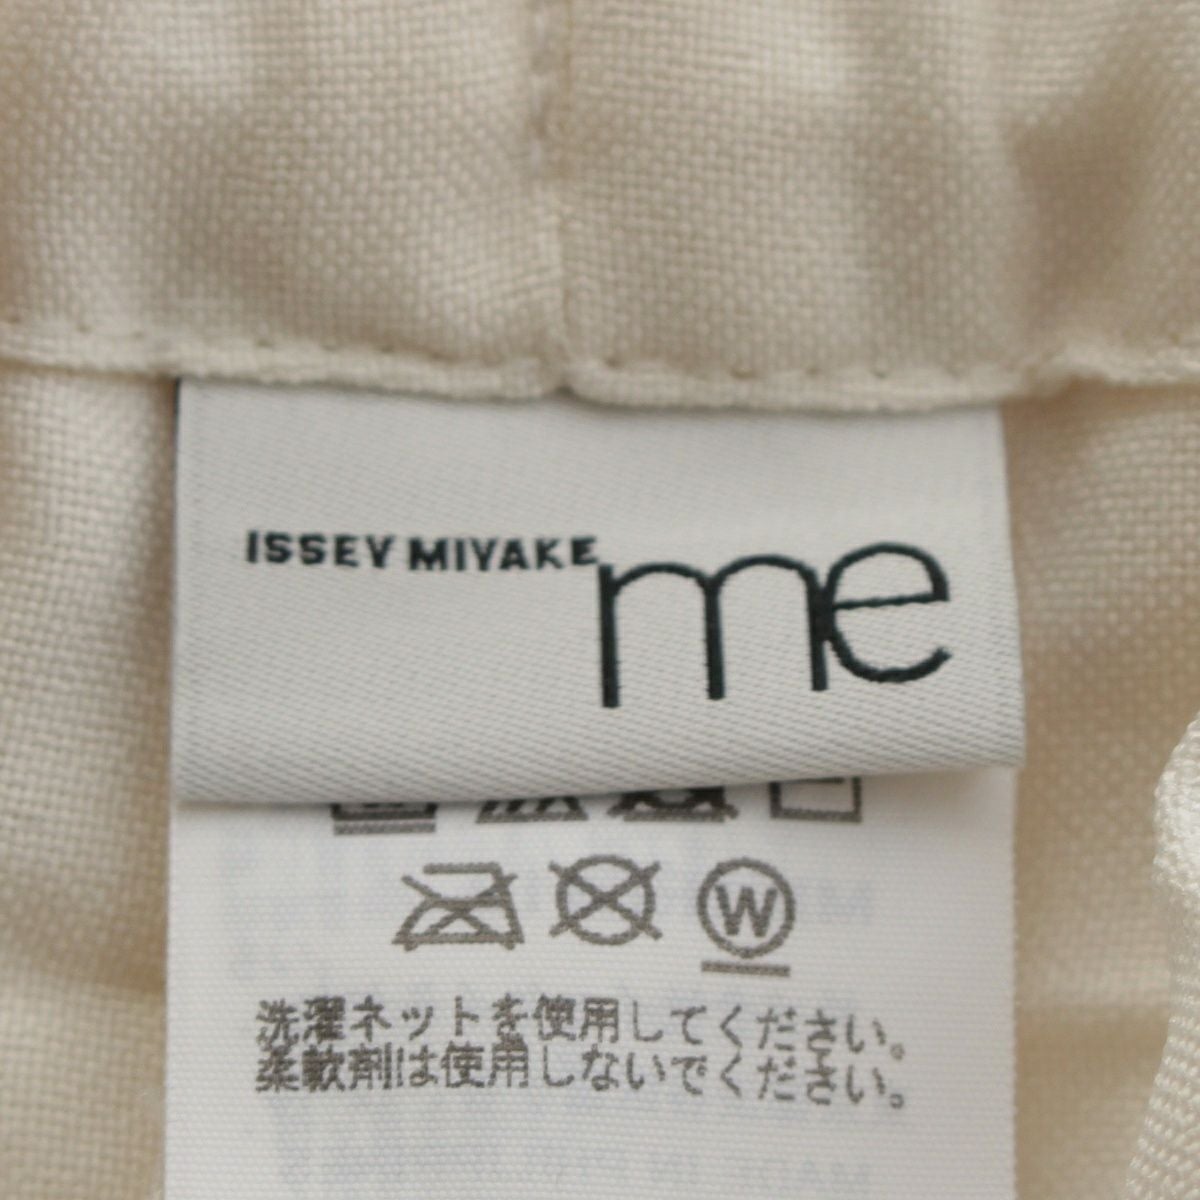 ISSEY MIYAKE me
W
洗濯ネットを使用してください。
柔軟剤は使用しないでください。